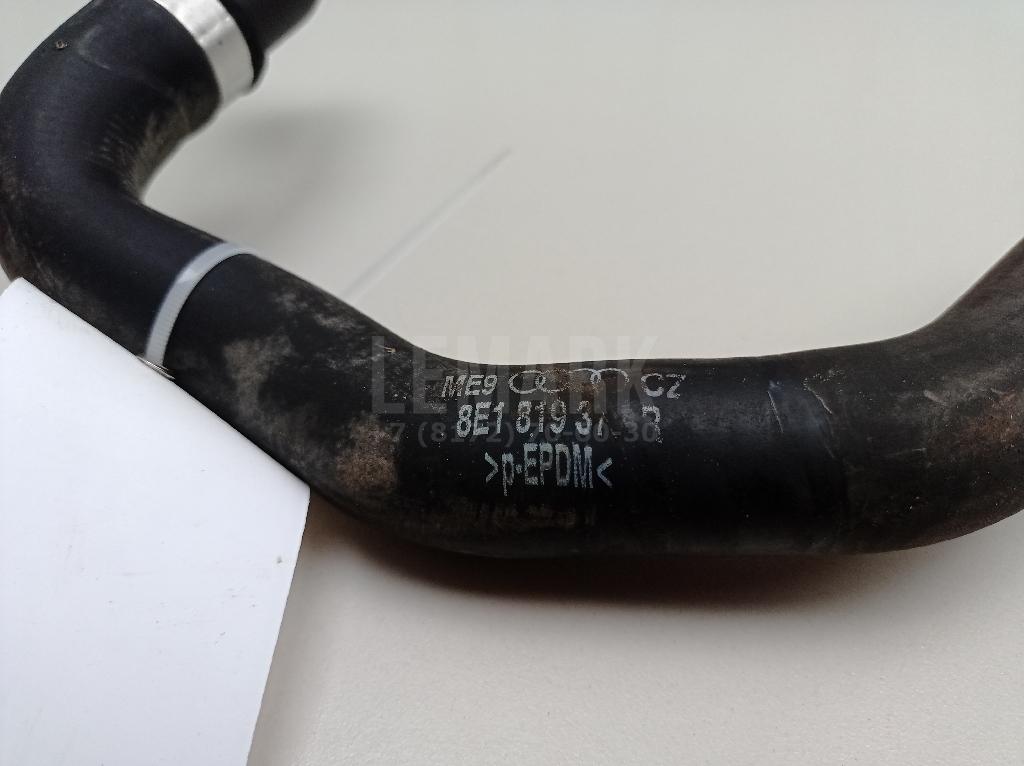 LEMARK
ME9 CZ
8E1 819 37 R
>p·EPDM<